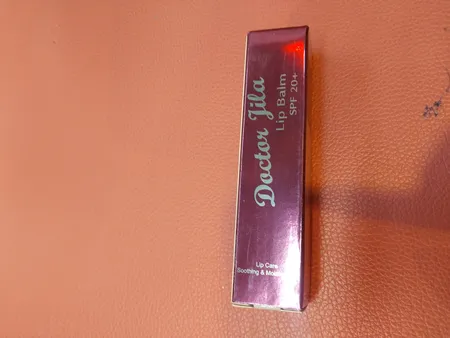 Doctor Jila
Lip Balm
SPF 20+
Lip Care
Soothing &